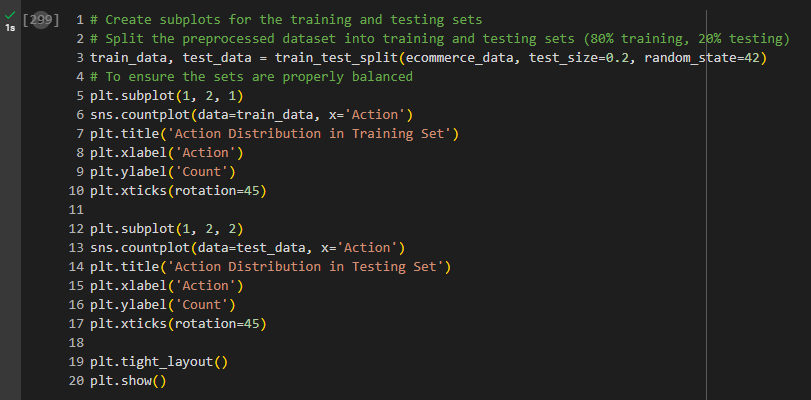 [299]
1s
1 # Create subplots for the training and testing sets
2 # Split the preprocessed dataset into training and testing sets (80% training, 20% testing)
3 train_data, test_data = train_test_split(ecommerce_data, test_size=0.2, random_state=42)
4 # To ensure the sets are properly balanced
5 plt.subplot(1, 2, 1)
6 sns.countplot(data=train_data, x='Action')
7 plt.title('Action Distribution in Training Set')
8 plt.xlabel('Action')
9 plt.ylabel('Count')
10 plt.xticks(rotation=45)
11
12 plt.subplot(1, 2, 2)
13 sns.countplot(data=test_data, x='Action')
14 plt.title('Action Distribution in Testing Set')
15 plt.xlabel('Action')
16 plt.ylabel('Count')
17 plt.xticks(rotation=45)
18
19 plt.tight_layout()
20 plt.show()